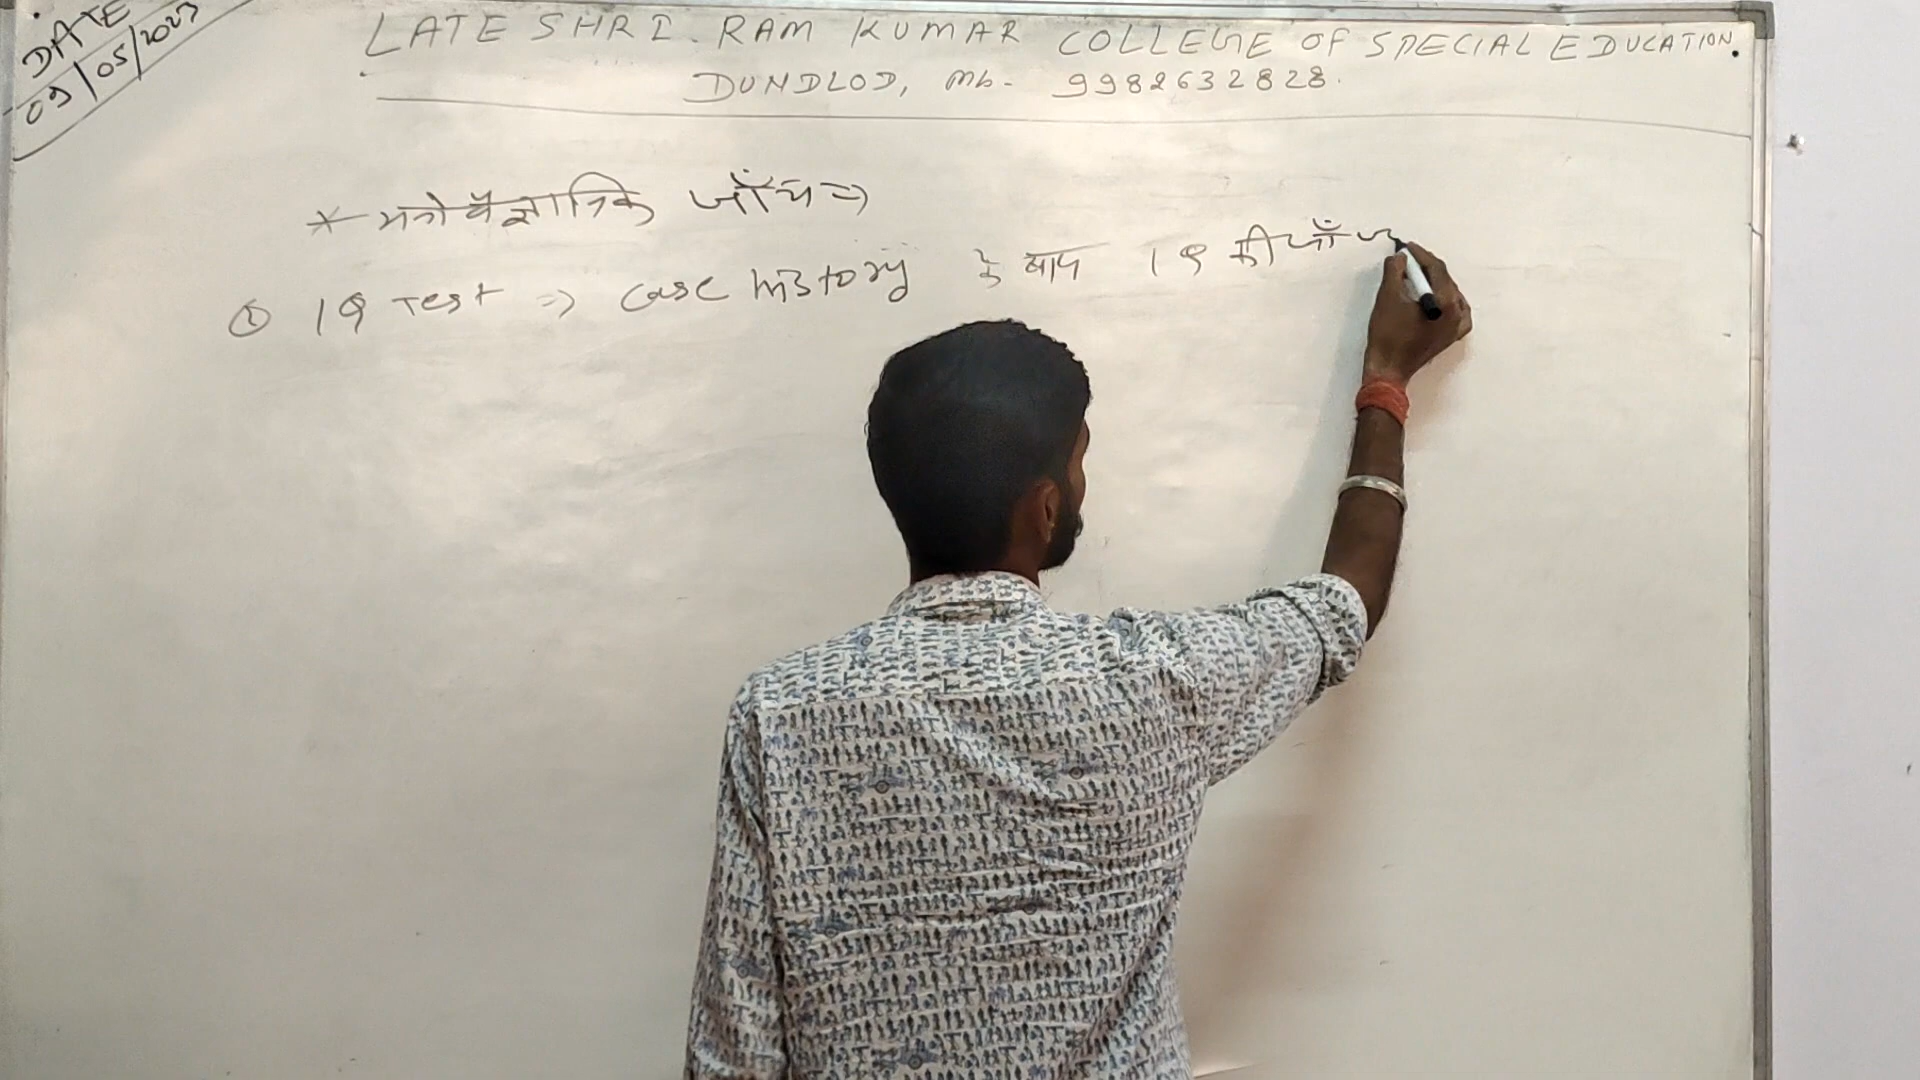 DATE
09/05/2023
LATE SHRI. RAM KUMAR COLLEGE OF SPECIAL EDUCATION.
DUNDLOD, Mb- 9982632828.
* मनोवैज्ञानिक जाँच ⇒
① IQ Test ⇒ Case history के बाद IQ की जाँच